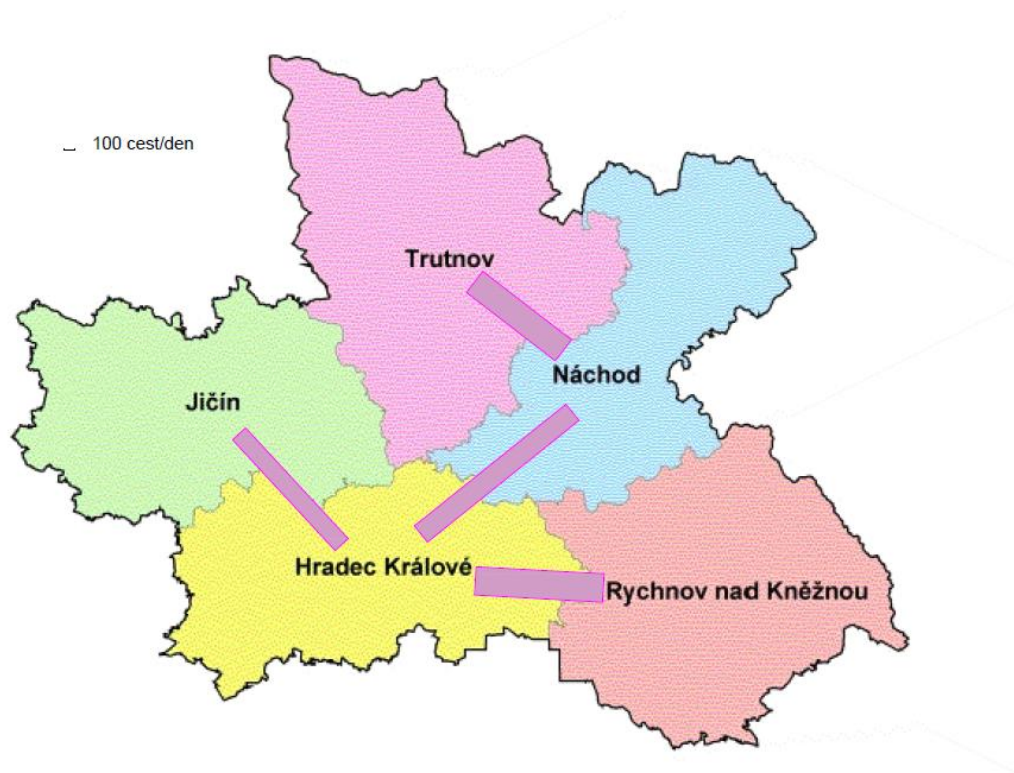 100 cest/den
Trutnov
Náchod
Jičín
Hradec Králové
Rychnov nad Kněžnou